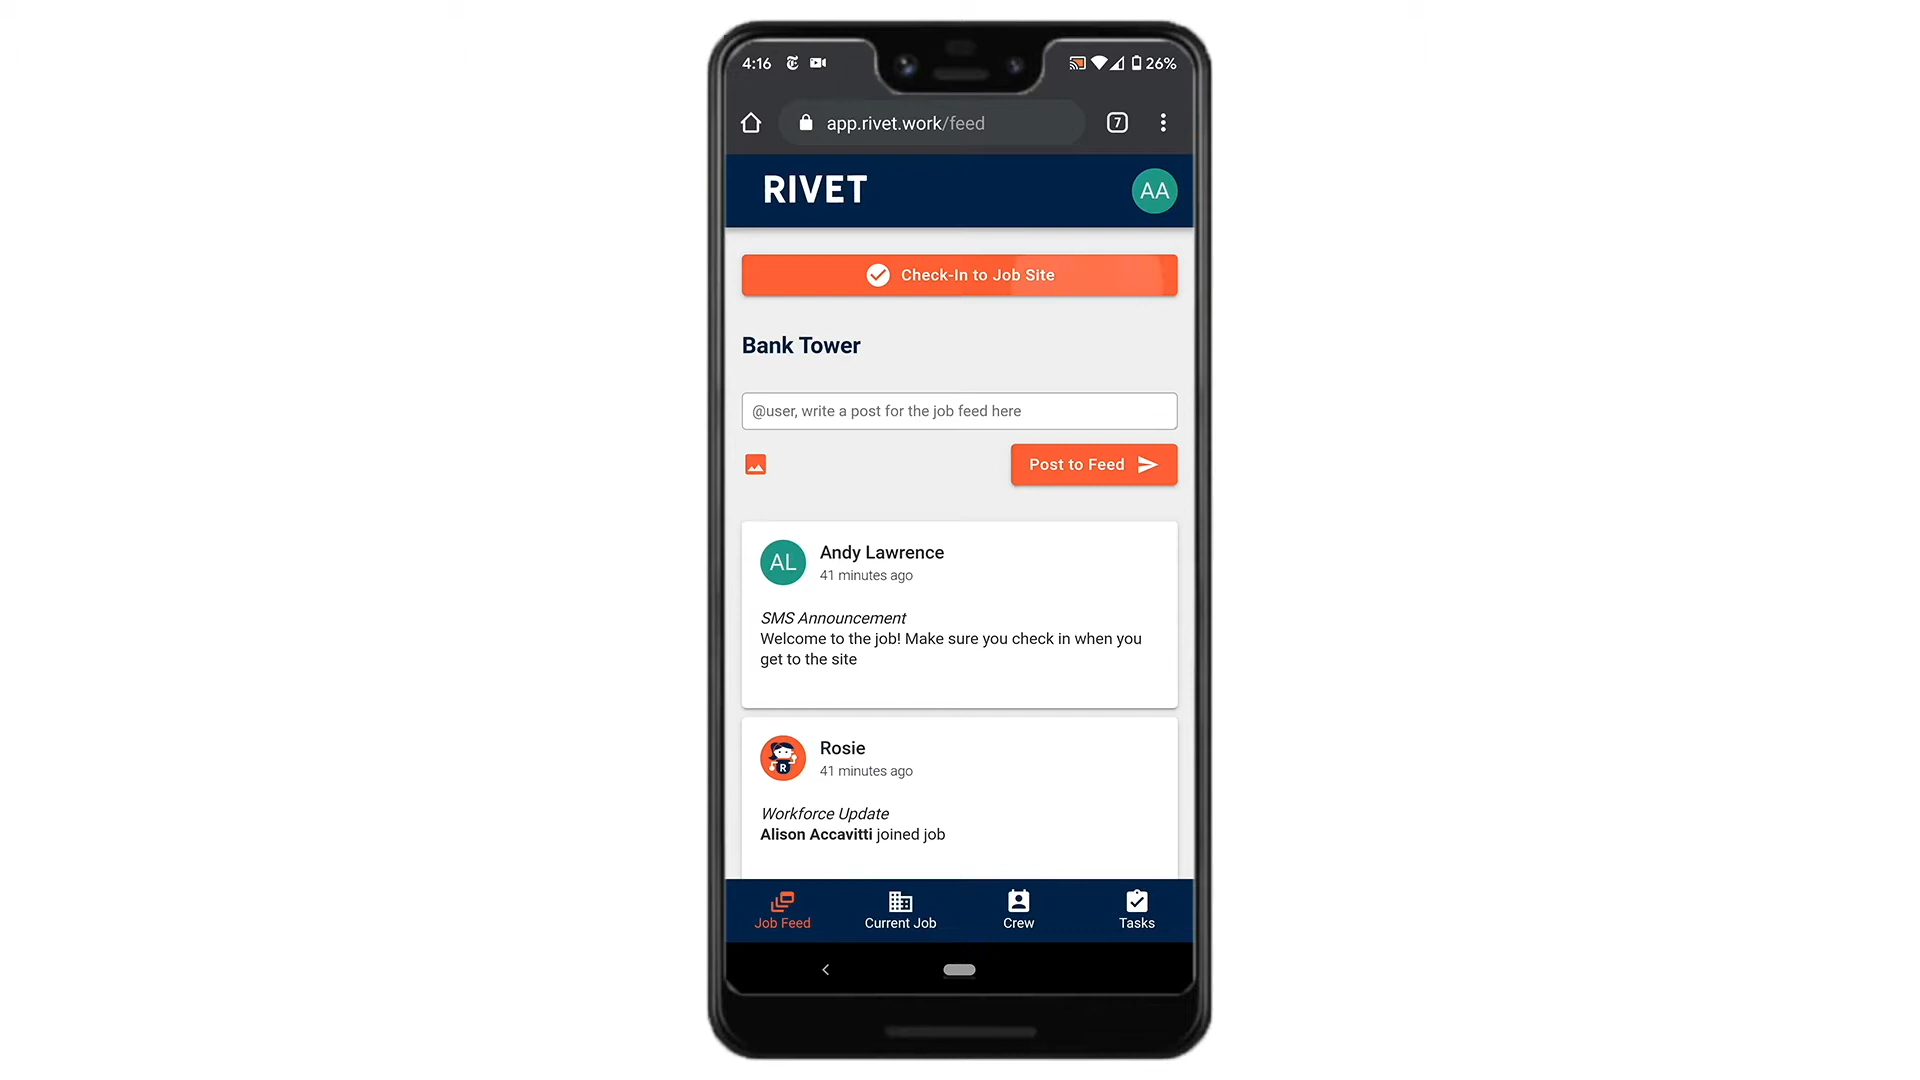 4:16
26%
app.rivet.work/feed
7
RIVET
AA
Check-In to Job Site
Bank Tower
@user, write a post for the job feed here
Post to Feed
AL
Andy Lawrence
41 minutes ago
SMS Announcement
Welcome to the job! Make sure you check in when you
get to the site
R
Rosie
41 minutes ago
Workforce Update
Alison Accavitti joined job
Job Feed
Current Job
Crew
Tasks